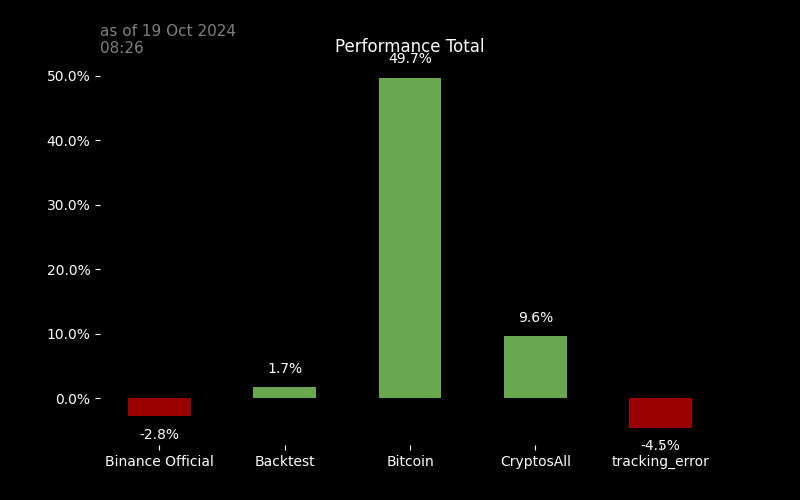 as of 19 Oct 2024
08:26
Performance Total
50.0%
40.0%
30.0%
20.0%
10.0%
0.0%
-2.8%
1.7%
49.7%
9.6%
-4.5%
Binance Official
Backtest
Bitcoin
CryptosAll
tracking_error